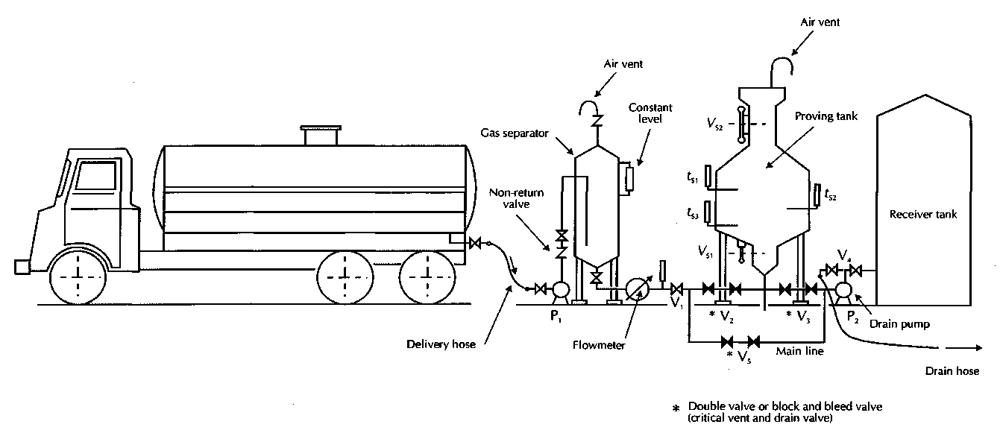 Air vent
Air vent
Constant
level
Gas separator
V_S2
Proving tank
t_S1
t_S2
Non-return
valve
t_S3
Receiver tank
V_S1
V_4
V_1
P_1
* V_2
* V_3
P_2
Drain pump
Delivery hose
Flowmeter
Main line
* V_5
Drain hose
* Double valve or block and bleed valve
(critical vent and drain valve)